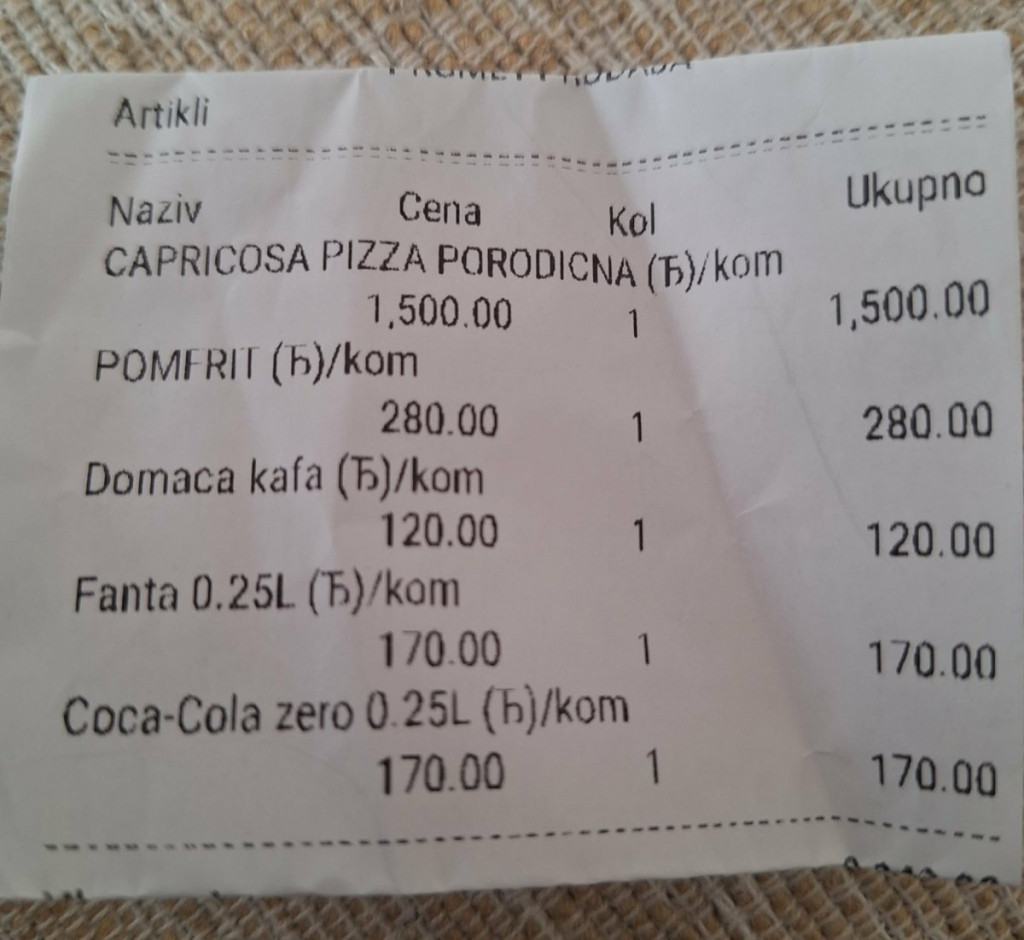 Artikli
Naziv Cena Kol Ukupno
CAPRICOSA PIZZA PORODICNA (Ђ)/kom
1,500.00 1 1,500.00
POMFRIT (Ђ)/kom
280.00 1 280.00
Domaca kafa (Ђ)/kom
120.00 1 120.00
Fanta 0.25L (Ђ)/kom
170.00 1 170.00
Coca-Cola zero 0.25L (Ђ)/kom
170.00 1 170.00